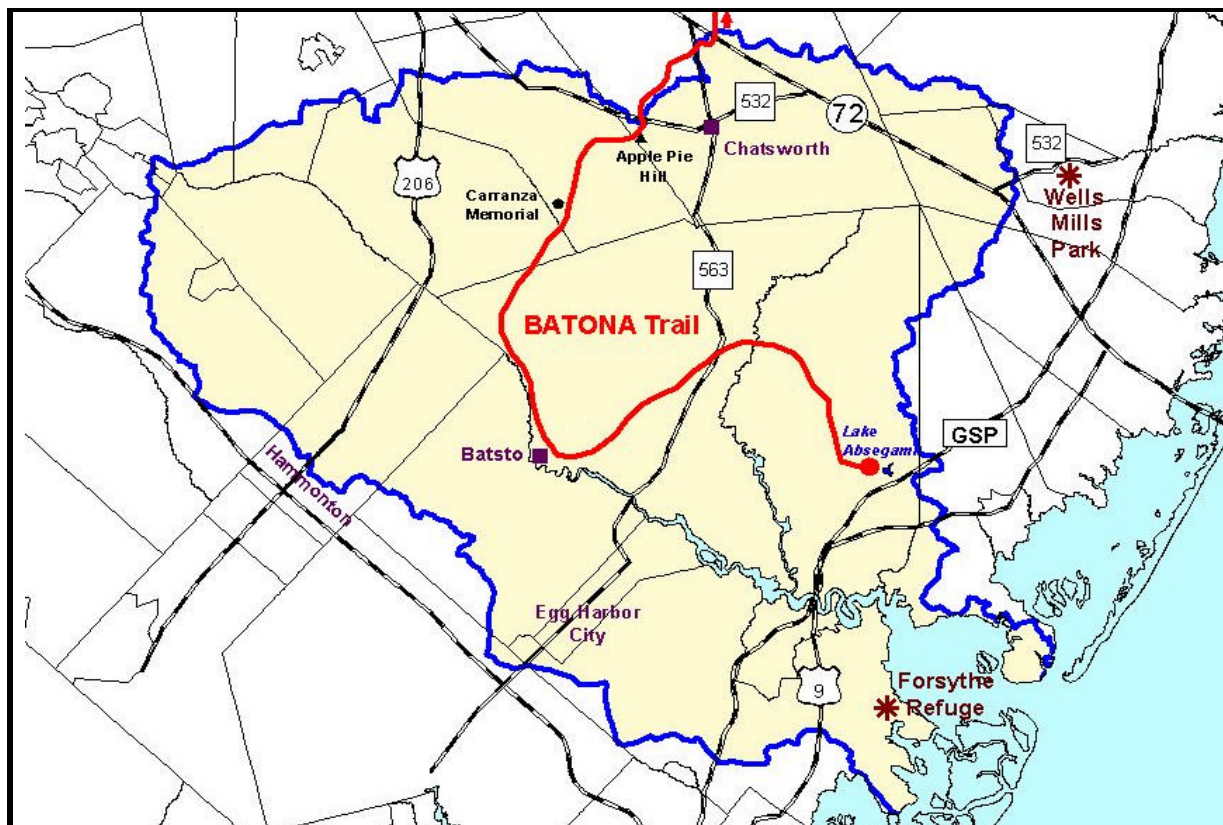 532
72
Chatsworth
532
206
Apple Pie
Hill
Carranza
Memorial
Wells
Mills
Park
563
BATONA Trail
Lake
Absegami
GSP
Batsto
Hammonton
Egg Harbor
City
9
Forsythe
Refuge